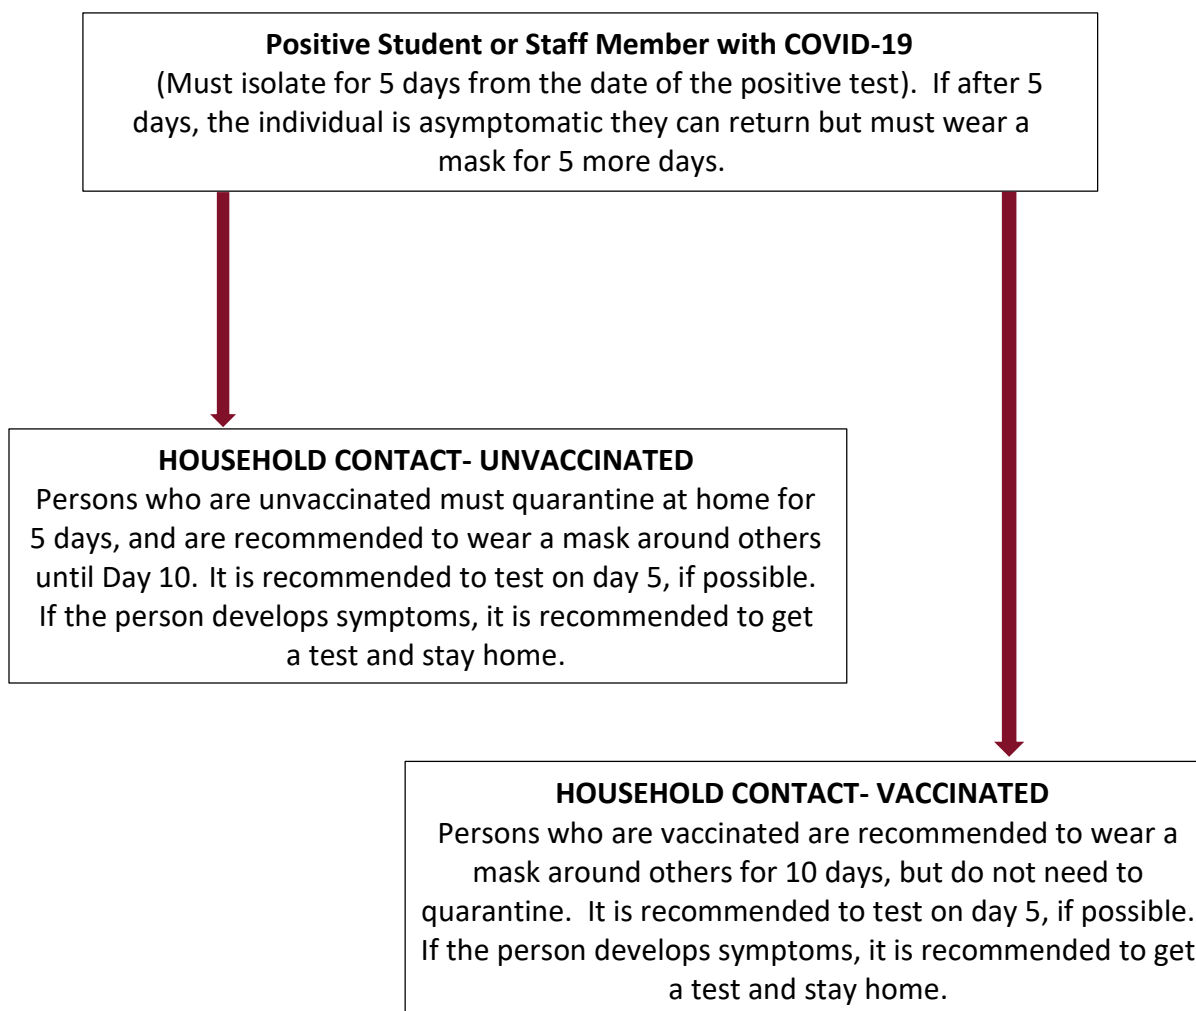 Positive Student or Staff Member with COVID-19
(Must isolate for 5 days from the date of the positive test).  If after 5
days, the individual is asymptomatic they can return but must wear a
mask for 5 more days.
HOUSEHOLD CONTACT- UNVACCINATED
Persons who are unvaccinated must quarantine at home for
5 days, and are recommended to wear a mask around others
until Day 10. It is recommended to test on day 5, if possible.
If the person develops symptoms, it is recommended to get
a test and stay home.
HOUSEHOLD CONTACT- VACCINATED
Persons who are vaccinated are recommended to wear a
mask around others for 10 days, but do not need to
quarantine.  It is recommended to test on day 5, if possible.
If the person develops symptoms, it is recommended to get
a test and stay home.